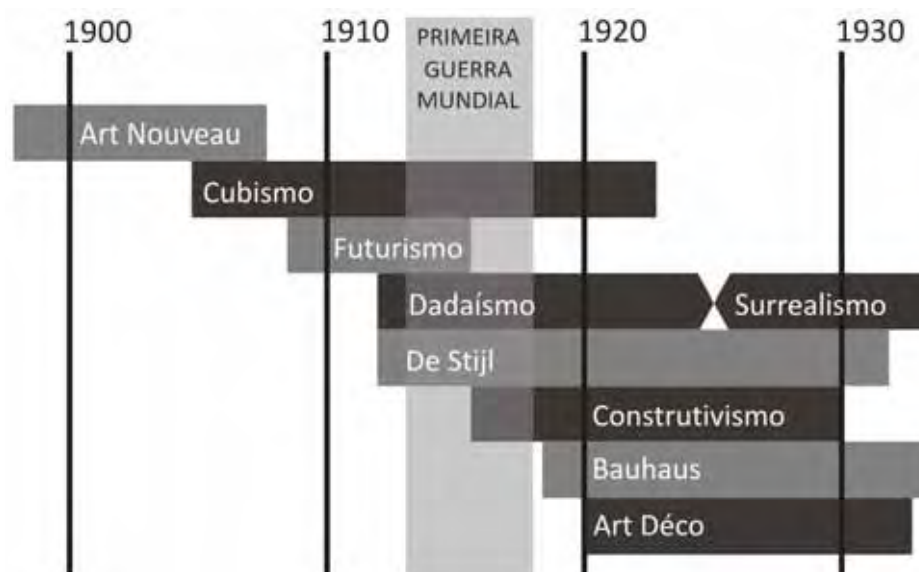 1900
1910
PRIMEIRA
GUERRA
MUNDIAL
1920
1930
Art Nouveau
Cubismo
Futurismo
Dadaísmo
Surrealismo
De Stijl
Construtivismo
Bauhaus
Art Déco